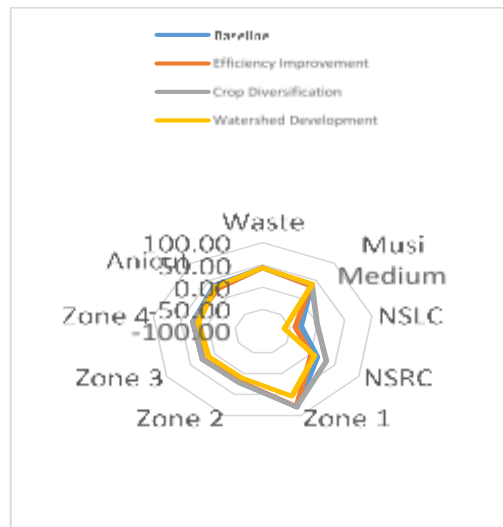 Baseline
Efficiency Improvement
Crop Diversification
Watershed Development
Waste
100.00
50.00
0.00
-50.00
-100.00
Musi
Medium
NSLC
NSRC
Zone 1
Zone 2
Zone 3
Zone 4